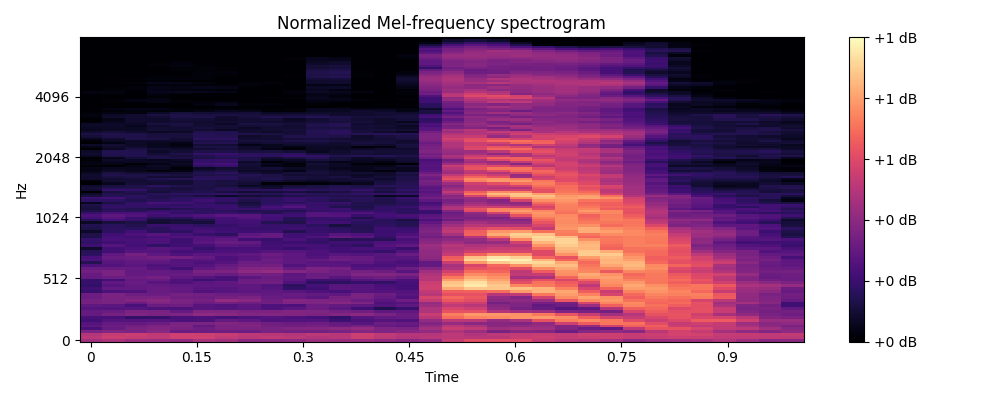 Normalized Mel-frequency spectrogram
+1 dB
+1 dB
+1 dB
+0 dB
+0 dB
+0 dB
4096
2048
1024
512
0
Hz
0
0.15
0.3
0.45
0.6
0.75
0.9
Time